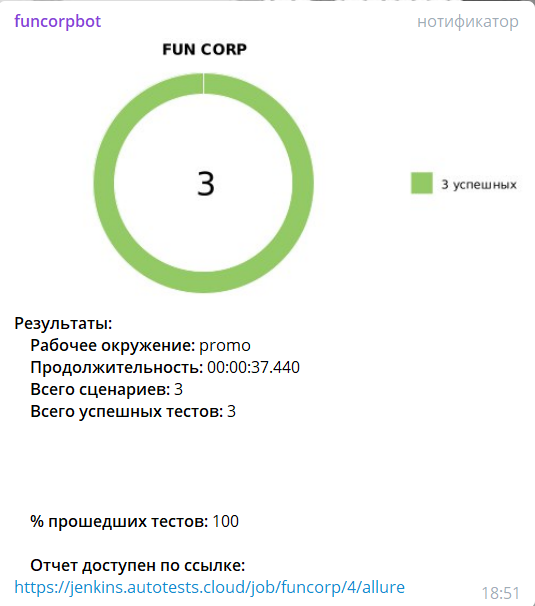 funcorpbot нотификатор
FUN CORP
3
3 успешных
Результаты:
Рабочее окружение: promo
Продолжительность: 00:00:37.440
Всего сценариев: 3
Всего успешных тестов: 3
% прошедших тестов: 100
Отчет доступен по ссылке:
https://jenkins.autotests.cloud/job/funcorp/4/allure
18:51